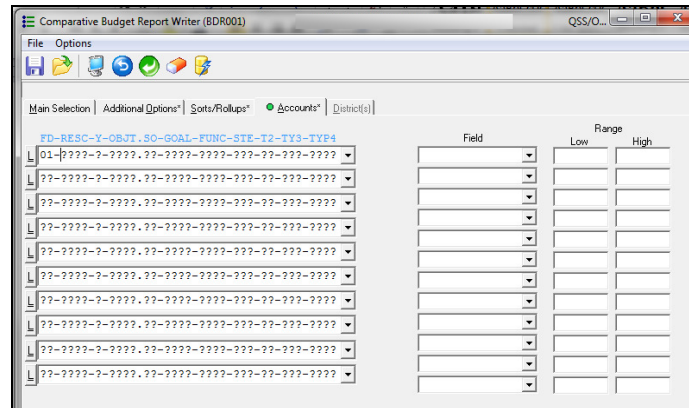 Comparative Budget Report Writer (BDR001) QSS/O...
File Options
Main Selection Additional Options* Sorts/Rollups* Accounts* District(s)
FD-RESC-Y-OBJT.SO-GOAL-FUNC-STE-T2-TY3-TYP4 Field Range
Low High
L 01-????-?-????.??-????-????-???-??-???-????
L ??-????-?-????.??-????-????-???-??-???-????
L ??-????-?-????.??-????-????-???-??-???-????
L ??-????-?-????.??-????-????-???-??-???-????
L ??-????-?-????.??-????-????-???-??-???-????
L ??-????-?-????.??-????-????-???-??-???-????
L ??-????-?-????.??-????-????-???-??-???-????
L ??-????-?-????.??-????-????-???-??-???-????
L ??-????-?-????.??-????-????-???-??-???-????
L ??-????-?-????.??-????-????-???-??-???-????